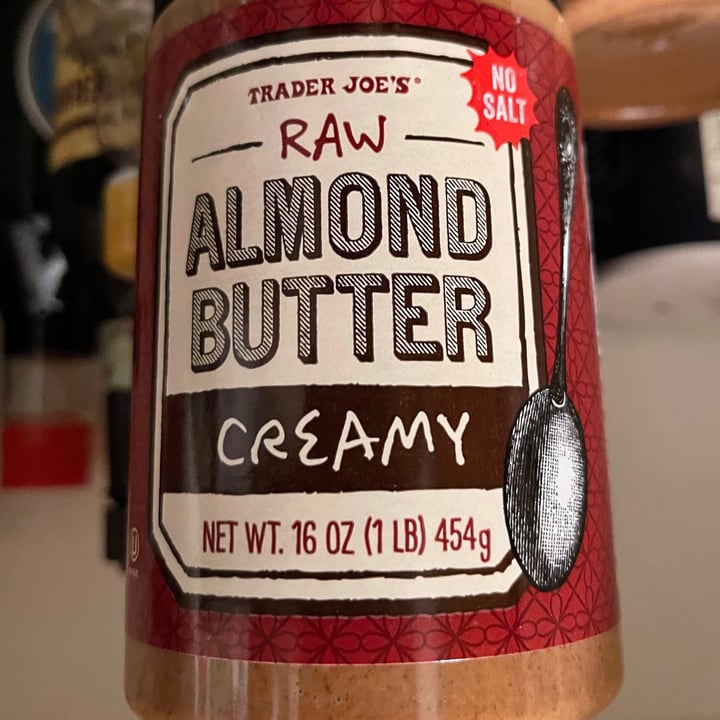 TRADER JOE'S®
NO
SALT
RAW
ALMOND
BUTTER
CREAMY
NET WT. 16 OZ (1 LB) 454g